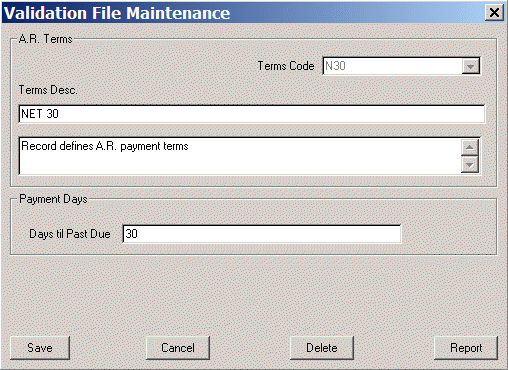 Validation File Maintenance
A.R. Terms
Terms Code N30
Terms Desc.
NET 30
Record defines A.R. payment terms
Payment Days
Days til Past Due 30
Save Cancel Delete Report